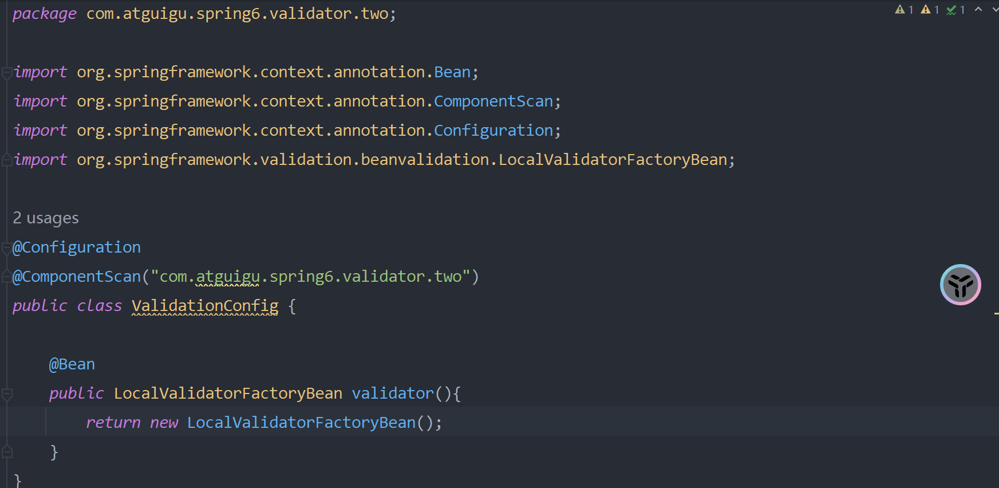 package com.atguigu.spring6.validator.two;
1 1 1
import org.springframework.context.annotation.Bean;
import org.springframework.context.annotation.ComponentScan;
import org.springframework.context.annotation.Configuration;
import org.springframework.validation.beanvalidation.LocalValidatorFactoryBean;
2 usages
@Configuration
@ComponentScan("com.atguigu.spring6.validator.two")
public class ValidationConfig {
@Bean
public LocalValidatorFactoryBean validator(){
return new LocalValidatorFactoryBean();
}
}